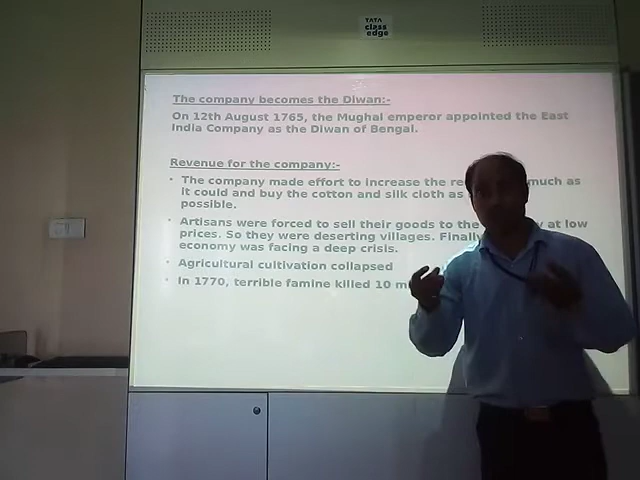 TATA
class
edge
The company becomes the Diwan:-
On 12th August 1765, the Mughal emperor appointed the East
India Company as the Diwan of Bengal.
Revenue for the company:-
• The company made effort to increase the much as
it could and buy the cotton and silk cloth as
possible.
• Artisans were forced to sell their goods to the at low
prices. So they were deserting villages.
economy was facing a deep crisis.
• Agricultural cultivation collapsed
• In 1770, terrible famine killed 10